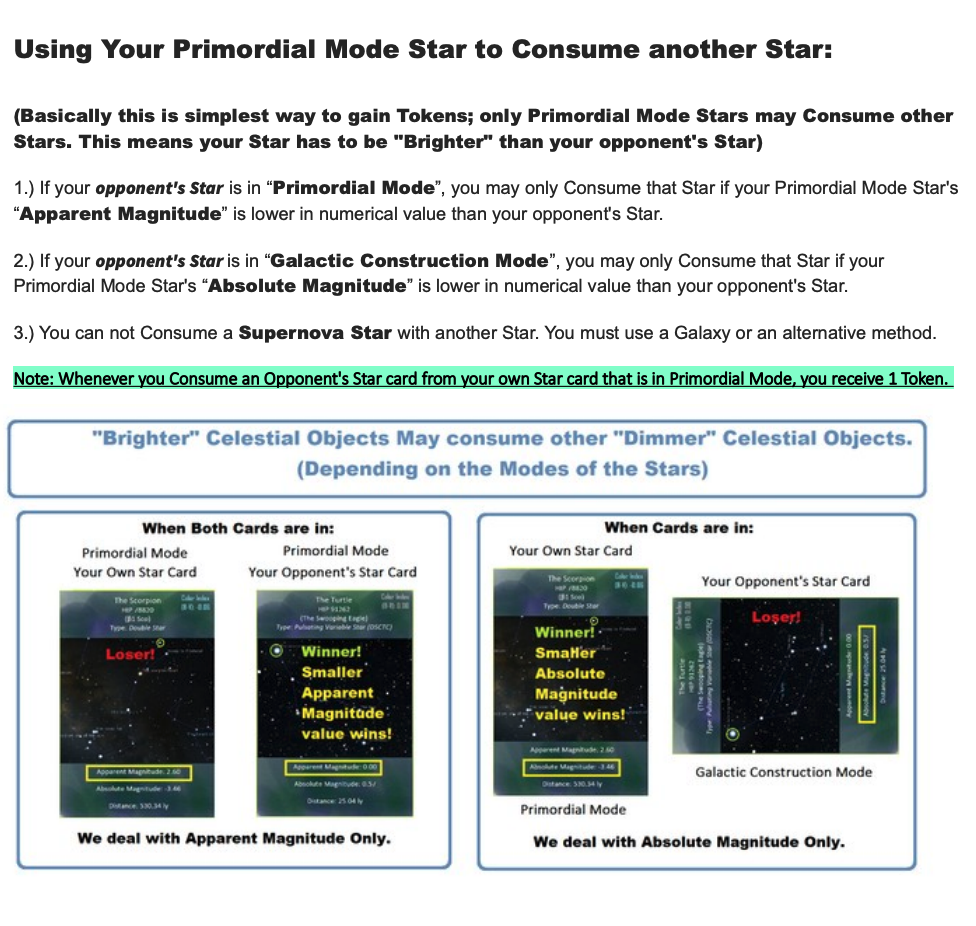 Using Your Primordial Mode Star to Consume another Star:
(Basically this is simplest way to gain Tokens; only Primordial Mode Stars may Consume other
Stars. This means your Star has to be "Brighter" than your opponent's Star)
1.) If your opponent's Star is in “Primordial Mode”, you may only Consume that Star if your Primordial Mode Star's
“Apparent Magnitude” is lower in numerical value than your opponent's Star.
2.) If your opponent's Star is in “Galactic Construction Mode”, you may only Consume that Star if your
Primordial Mode Star's “Absolute Magnitude” is lower in numerical value than your opponent's Star.
3.) You can not Consume a Supernova Star with another Star. You must use a Galaxy or an alternative method.
Note: Whenever you Consume an Opponent's Star card from your own Star card that is in Primordial Mode, you receive 1 Token.
"Brighter" Celestial Objects May consume other "Dimmer" Celestial Objects.
(Depending on the Modes of the Stars)
When Both Cards are in:
Primordial Mode
Your Own Star Card
The Scorpion
Color Index
Type: Double Star
Loser!
Apparent Magnitude: 2.60
Absolute Magnitude: -3.46
Distance: 530.34 ly
Primordial Mode
Your Opponent's Star Card
The Turtle
Color Index
HIP 91262
(The Swooping Eagle)
Type: Pulsating Variable Star (DSCTC)
Winner!
Smaller
Apparent
Magnitude
value wins!
Apparent Magnitude: 0.00
Absolute Magnitude: 0.57
Distance: 25.04 ly
We deal with Apparent Magnitude Only.
When Cards are in:
Your Own Star Card
The Scorpion
Color Index
Type: Double Star
Winner!
Smaller
Absolute
Magnitude
value wins!
Apparent Magnitude: 2.60
Absolute Magnitude: -3.46
Distance: 530.34 ly
Primordial Mode
Your Opponent's Star Card
Color Index
The Turtle
HIP 91262
(The Swooping Eagle)
Type: Pulsating Variable Star (DSCTC)
Loser!
Apparent Magnitude: 0.00
Absolute Magnitude: 0.57
Distance: 25.04 ly
Galactic Construction Mode
We deal with Absolute Magnitude Only.